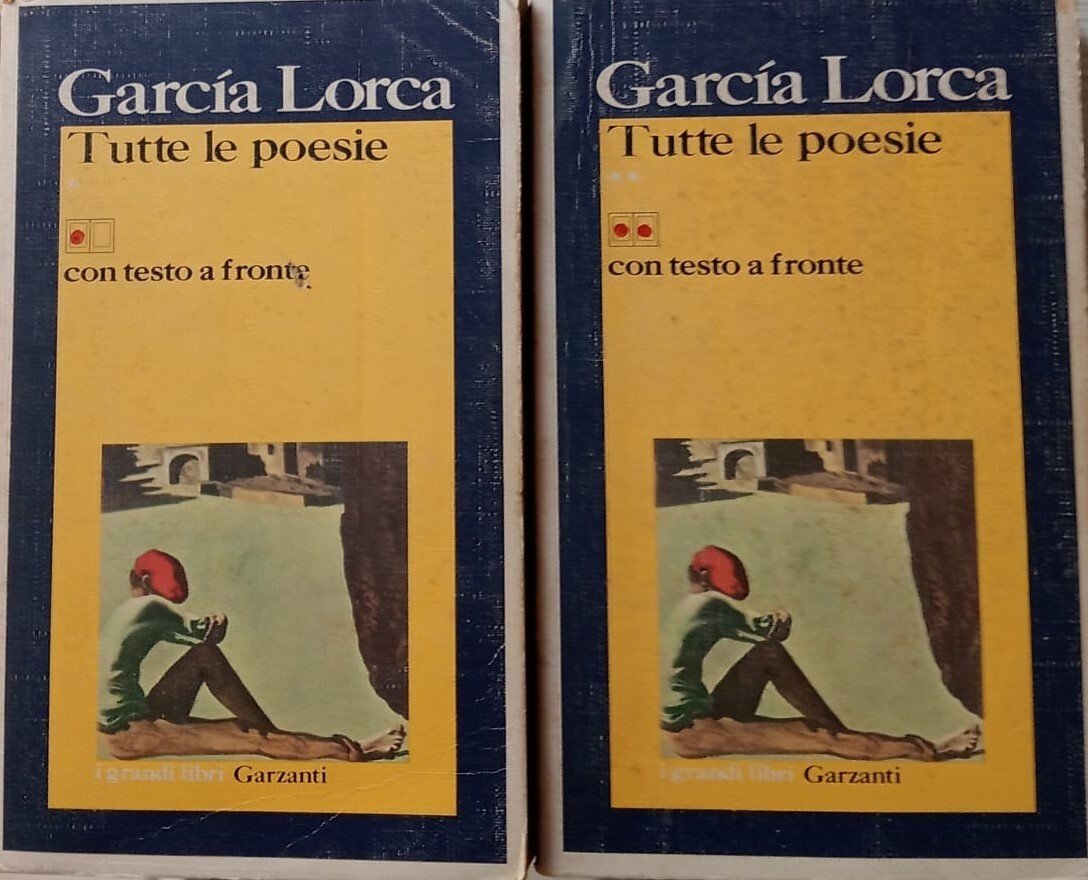 García Lorca
Tutte le poesie
*
con testo a fronte
i grandi libri Garzanti
García Lorca
Tutte le poesie
**
con testo a fronte
i grandi libri Garzanti